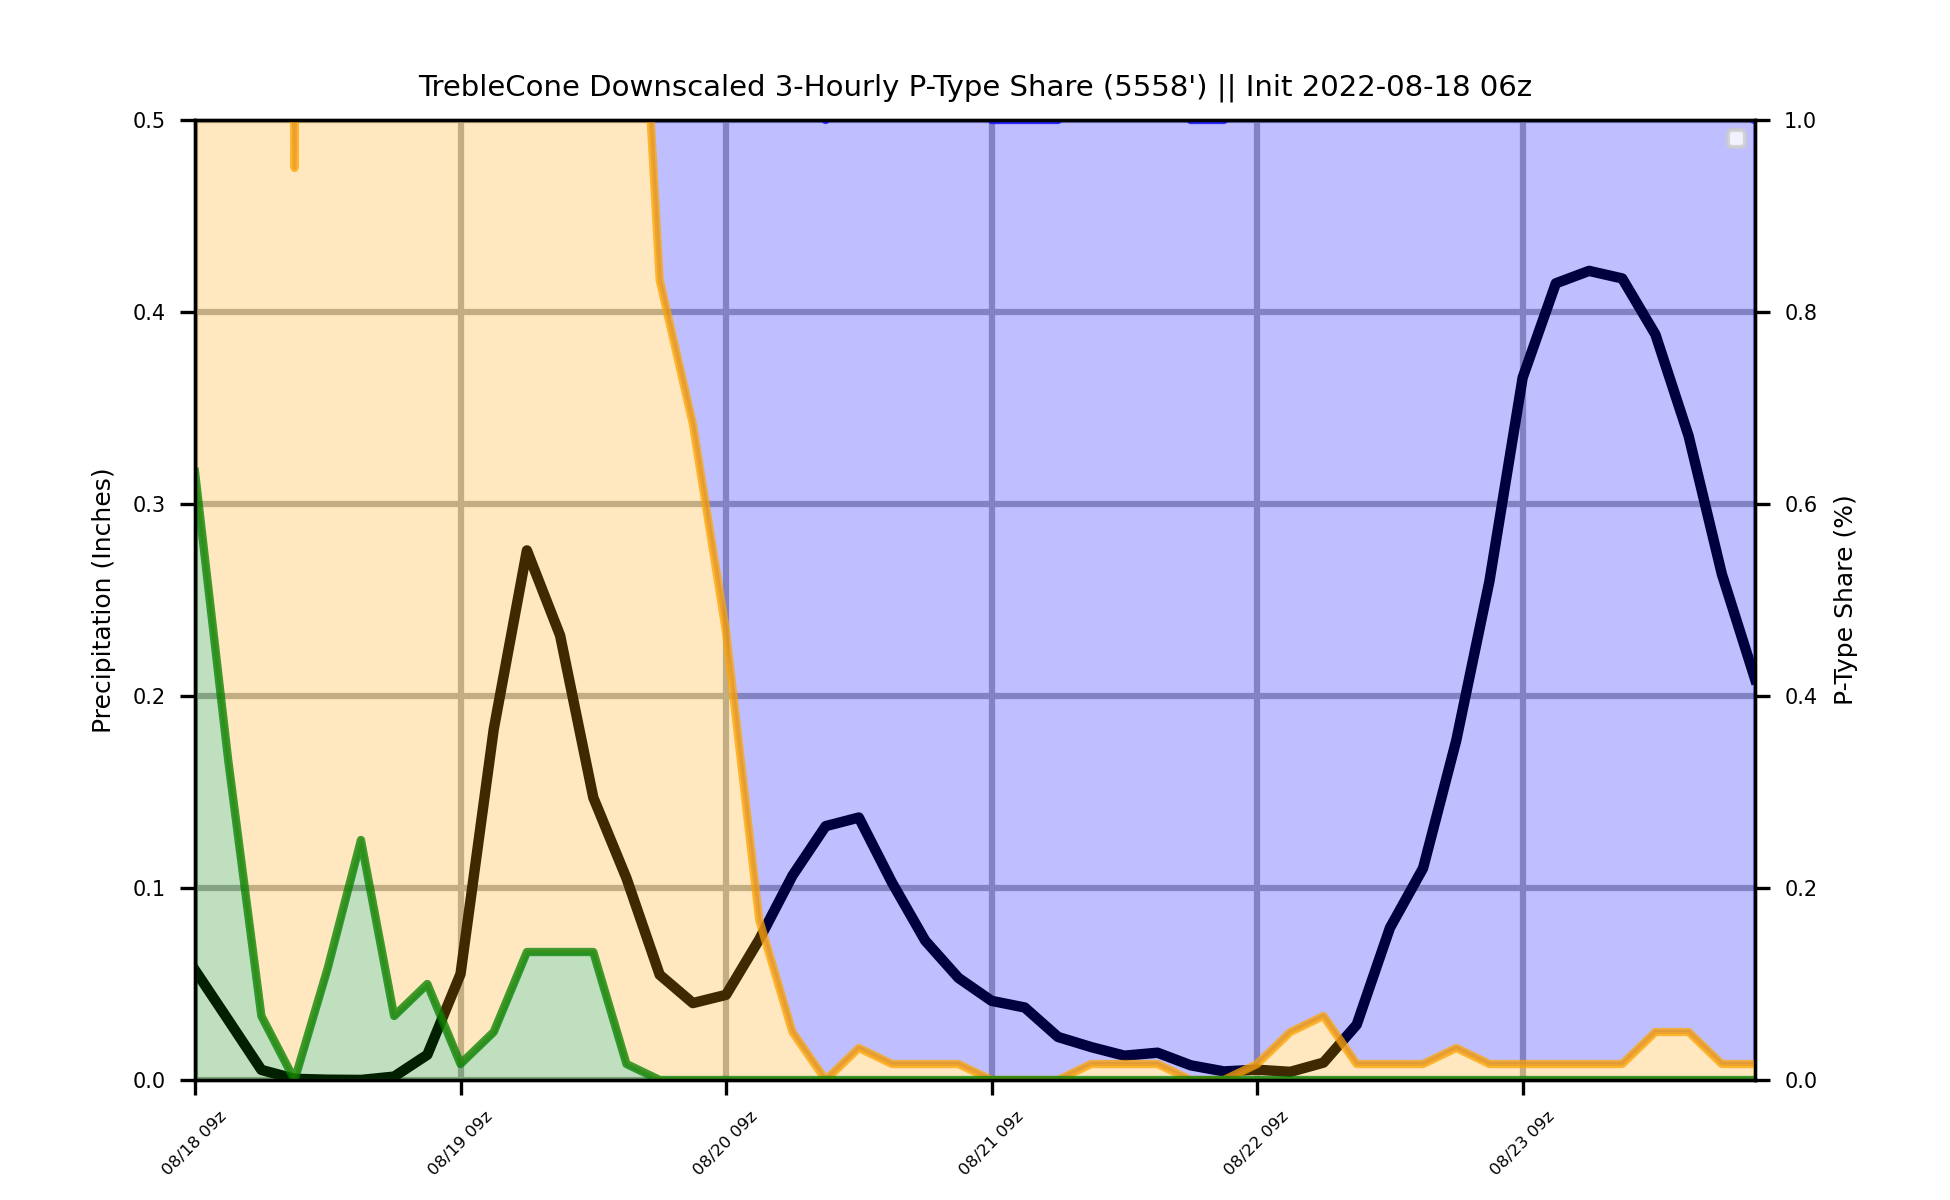 TrebleCone Downscaled 3-Hourly P-Type Share (5558') || Init 2022-08-18 06z
0.5
0.4
0.3
0.2
0.1
0.0
Precipitation (Inches)
1.0
0.8
0.6
0.4
0.2
0.0
P-Type Share (%)
08/18 09z
08/19 09z
08/20 09z
08/21 09z
08/22 09z
08/23 09z